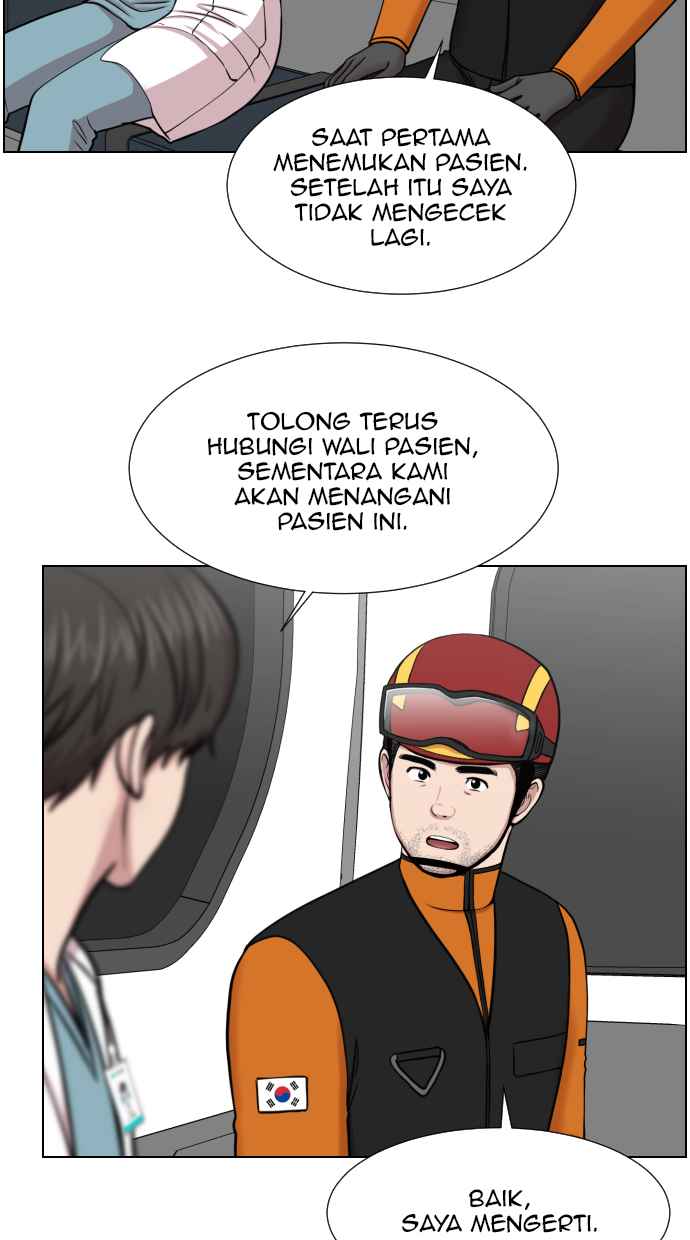 SAAT PERTAMA
MENEMUKAN PASIEN.
SETELAH ITU SAYA
TIDAK MENGECEK
LAGI.
TOLONG TERUS
HUBUNGI WALI PASIEN,
SEMENTARA KAMI
AKAN MENANGANI
PASIEN INI.
BAIK,
SAYA MENGERTI.